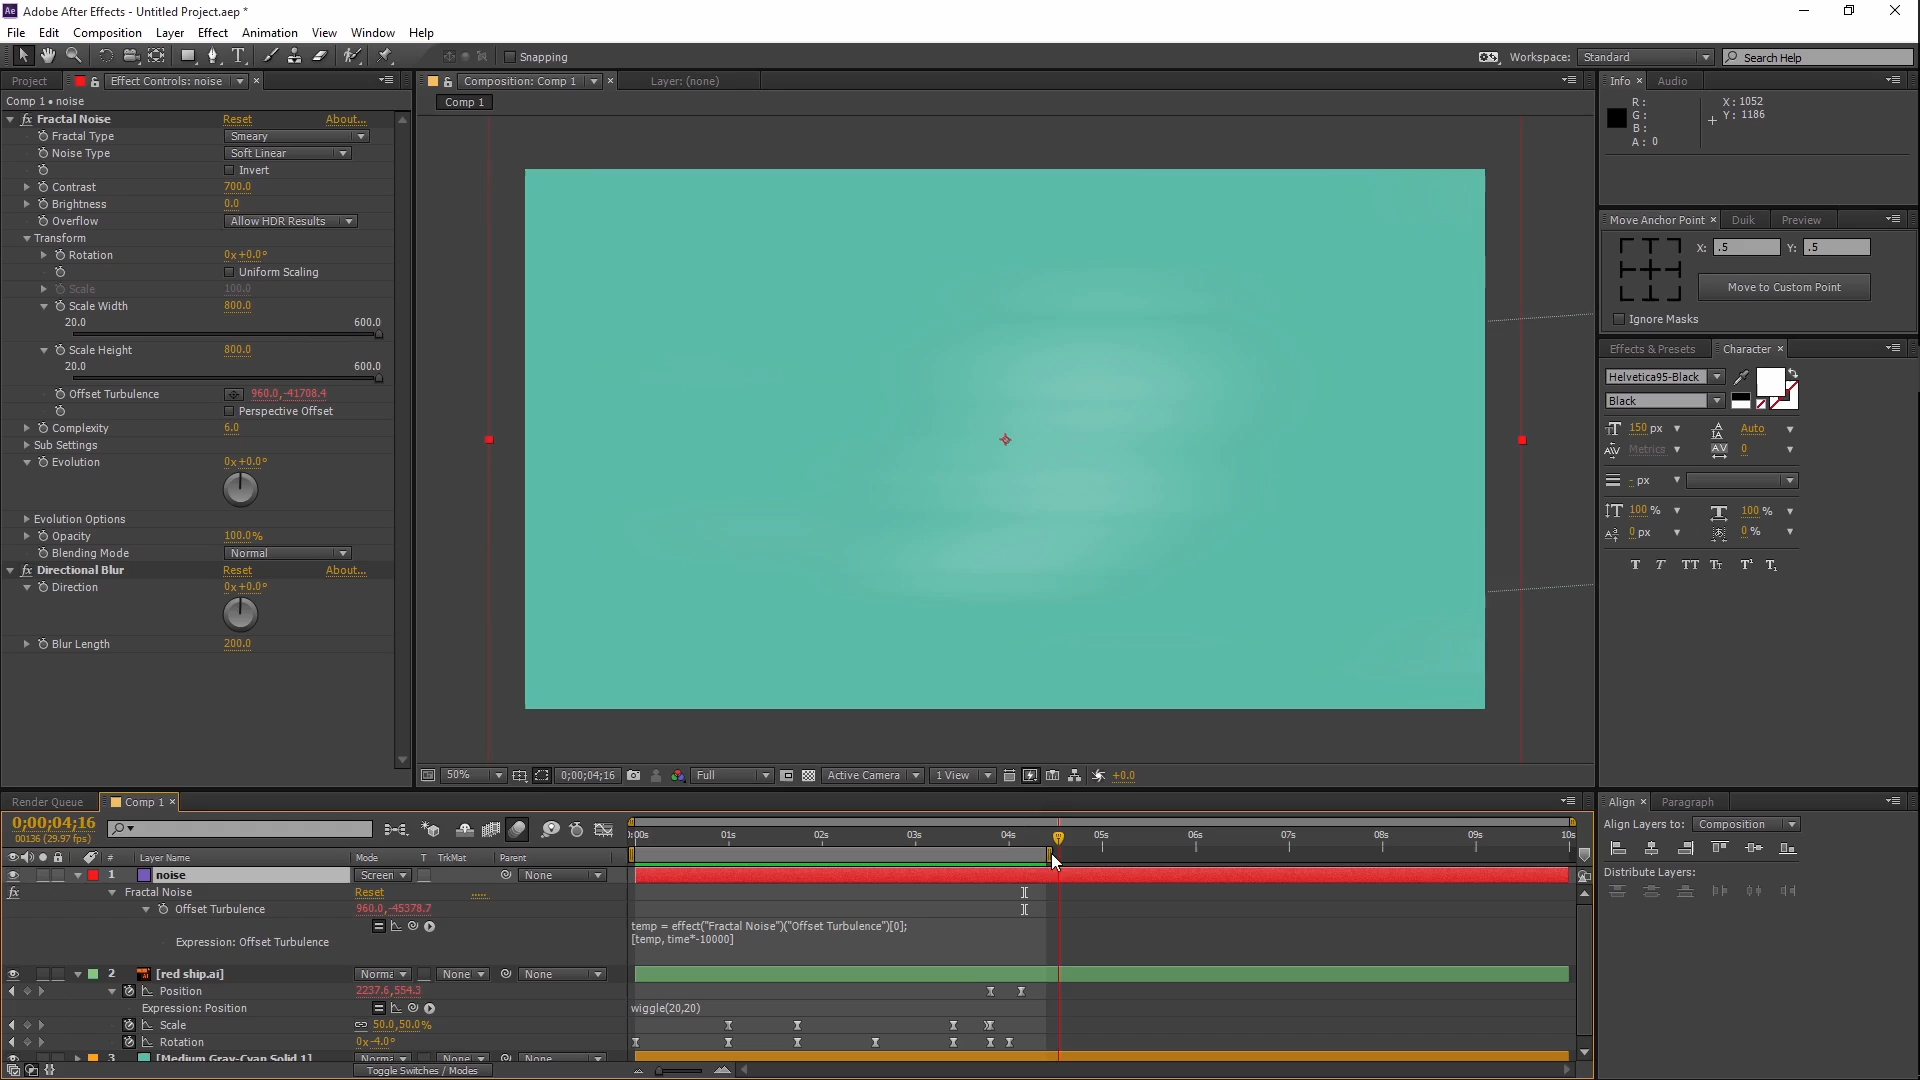 Ae Adobe After Effects - Untitled Project.aep *
File Edit Composition Layer Effect Animation View Window Help
Snapping Workspace: Standard Search Help
Project Effect Controls: noise
Comp 1 • noise
fx Fractal Noise Reset About...
Fractal Type Smeary
Noise Type Soft Linear
Invert
Contrast 700.0
Brightness 0.0
Overflow Allow HDR Results
Transform
Rotation 0x+0.0°
Uniform Scaling
Scale 100.0
Scale Width 800.0
20.0 600.0
Scale Height 800.0
20.0 600.0
Offset Turbulence 960.0,-41708.4
Perspective Offset
Complexity 6.0
Sub Settings
Evolution 0x+0.0°
Evolution Options
Opacity 100.0%
Blending Mode Normal
fx Directional Blur Reset About...
Direction 0x+0.0°
Blur Length 200.0
Composition: Comp 1 Layer: (none)
Comp 1
50% 0;00;04;16 Full Active Camera 1 View +0.0
Info Audio
R: X: 1052
G: Y: 1186
B:
A: 0
Move Anchor Point Duik Preview
X: .5 Y: .5
Move to Custom Point
Ignore Masks
Effects & Presets Character
Helvetica95-Black
Black
150 px Auto
Metrics 0
- px
100 % 100 %
0 px 0 %
T T TT Tt T¹ T₁
Align Paragraph
Align Layers to: Composition
Distribute Layers:
Render Queue Comp 1
0;00;04;16
00136 (29.97 fps)
:00s 01s 02s 03s 04s 05s 06s 07s 08s 09s 10s
# Layer Name Mode T TrkMat Parent
1 noise Screen None
fx Fractal Noise Reset .....
Offset Turbulence 960.0,-45378.7
Expression: Offset Turbulence
temp = effect("Fractal Noise")("Offset Turbulence")[0];
[temp, time*-10000]
2 [red ship.ai] Norma None None
Position 2237.6,554.3
Expression: Position wiggle(20,20)
Scale 50.0,50.0%
Rotation 0x-4.0°
3 [Medium Gray-Cyan Solid 1] Norma None None
Toggle Switches / Modes